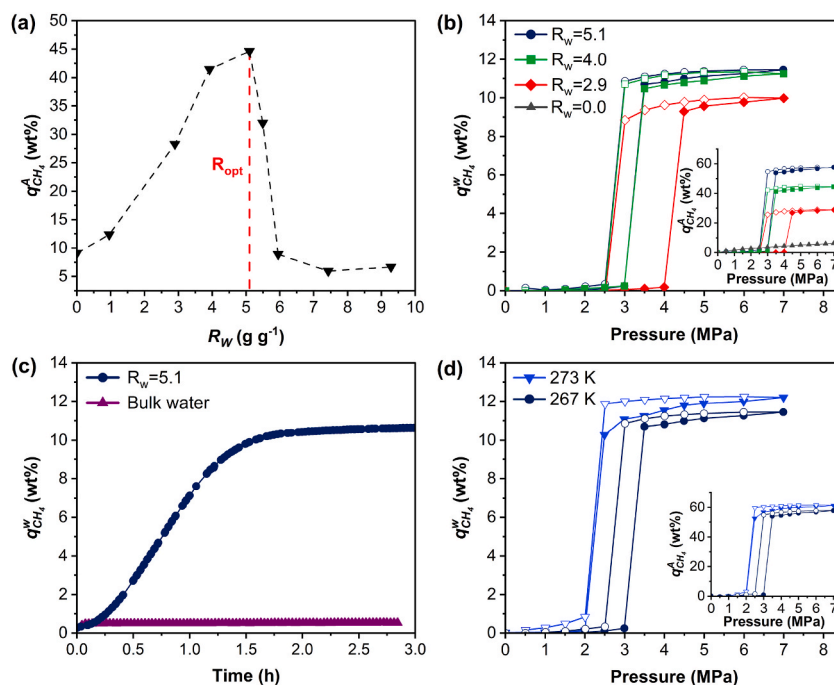 (a)
q^A_CH4 (wt%)
50
45
40
35
30
25
20
15
10
5
R_opt
0 1 2 3 4 5 6 7 8 9 10
R_W (g g⁻¹)
(b)
q^w_CH4 (wt%)
14
12
10
8
6
4
2
0
R_w=5.1
R_w=4.0
R_w=2.9
R_w=0.0
q^A_CH4 (wt%)
60
40
20
0
0 1 2 3 4 5 6 7
Pressure (MPa)
0 1 2 3 4 5 6 7 8
Pressure (MPa)
(c)
q^w_CH4 (wt%)
14
12
10
8
6
4
2
0
R_w=5.1
Bulk water
0.0 0.5 1.0 1.5 2.0 2.5 3.0
Time (h)
(d)
q^w_CH4 (wt%)
14
12
10
8
6
4
2
0
273 K
267 K
q^A_CH4 (wt%)
60
40
20
0
0 1 2 3 4 5 6 7
Pressure (MPa)
0 1 2 3 4 5 6 7 8
Pressure (MPa)